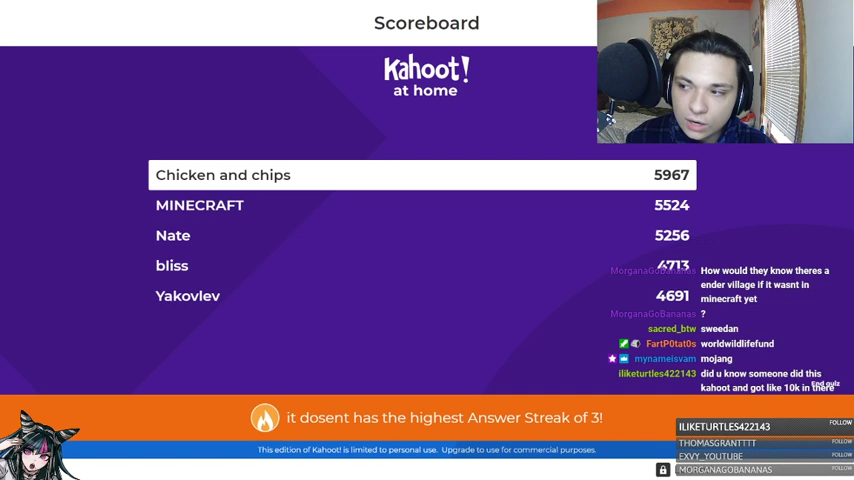 Scoreboard
Kahoot!
at home
Chicken and chips 5967
MINECRAFT 5524
Nate 5256
bliss 4713
Yakovlev 4691
MorganaGoBananas How would they know theres a
ender village if it wasnt in
minecraft yet
MorganaGoBananas ?
sacred_btw sweedan
FartP0tat0s worldwildlifefund
mynameisvam mojang
iliketurtles422143 did u know someone did this
kahoot and got like 10k in there
End quiz
it dosent has the highest Answer Streak of 3!
This edition of Kahoot! is limited to personal use. Upgrade to use for commercial purposes.
ILIKETURTLES422143 FOLLOW
THOMASGRANTTTT FOLLOW
EXVY_YOUTUBE FOLLOW
MORGANAGOBANANAS FOLLOW